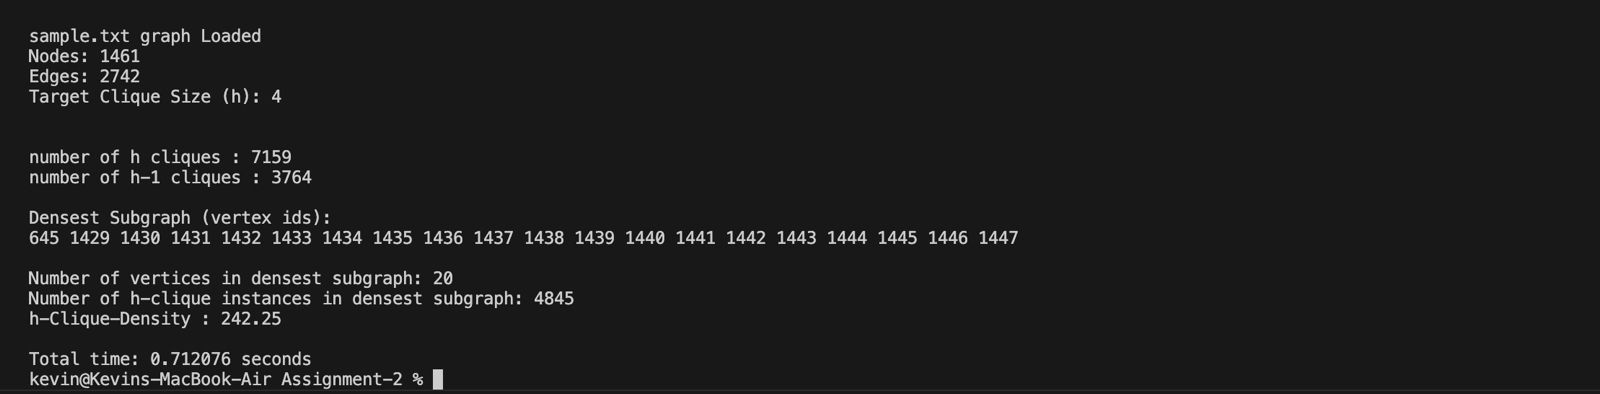 sample.txt graph Loaded
Nodes: 1461
Edges: 2742
Target Clique Size (h): 4
number of h cliques : 7159
number of h-1 cliques : 3764
Densest Subgraph (vertex ids):
645 1429 1430 1431 1432 1433 1434 1435 1436 1437 1438 1439 1440 1441 1442 1443 1444 1445 1446 1447
Number of vertices in densest subgraph: 20
Number of h-clique instances in densest subgraph: 4845
h-Clique-Density : 242.25
Total time: 0.712076 seconds
kevin@Kevins-MacBook-Air Assignment-2 %